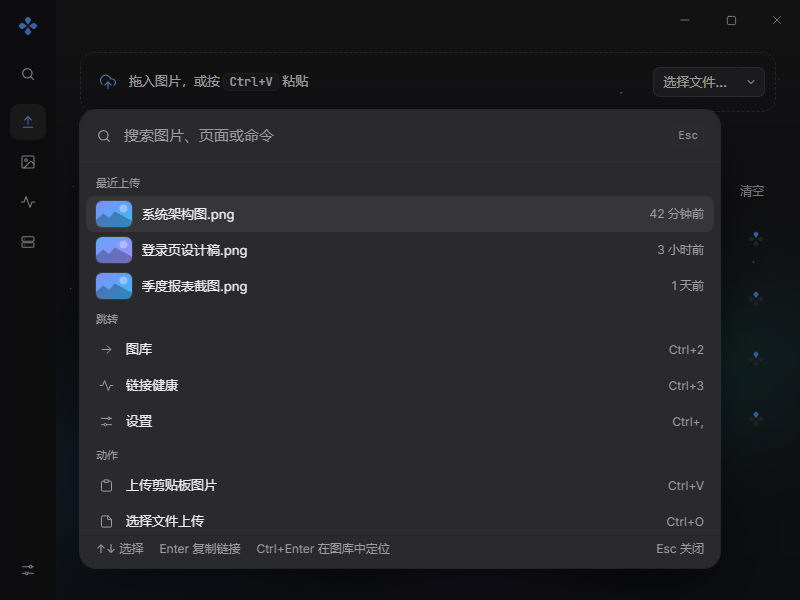 拖入图片，或按 Ctrl+V 粘贴
选择文件...
搜索图片、页面或命令
Esc
最近上传
清空
系统架构图.png
42 分钟前
登录页设计稿.png
3 小时前
季度报表截图.png
1 天前
跳转
图库
Ctrl+2
链接健康
Ctrl+3
设置
Ctrl+,
动作
上传剪贴板图片
Ctrl+V
选择文件上传
Ctrl+O
↑↓ 选择 Enter 复制链接 Ctrl+Enter 在图库中定位
Esc 关闭